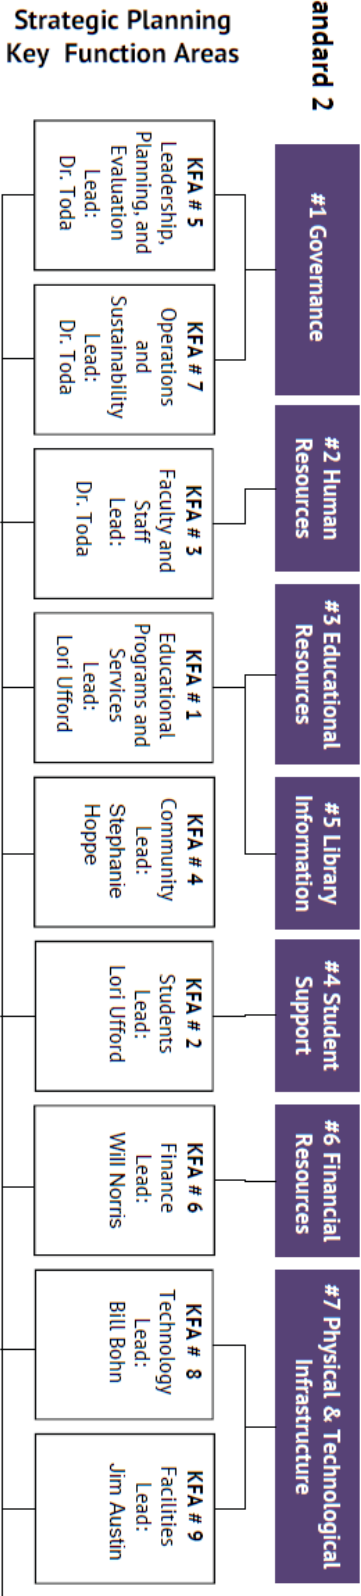 andard 2
Strategic Planning
Key Function Areas
#1 Governance
#2 Human
Resources
#3 Educational
Resources
#5 Library
Information
#4 Student
Support
#6 Financial
Resources
#7 Physical & Technological
Infrastructure
KFA # 5
Leadership,
Planning, and
Evaluation
Lead:
Dr. Toda
KFA # 7
Operations
and
Sustainability
Lead:
Dr. Toda
KFA # 3
Faculty and
Staff
Lead:
Dr. Toda
KFA # 1
Educational
Programs and
Services
Lead:
Lori Ufford
KFA # 4
Community
Lead:
Stephanie
Hoppe
KFA # 2
Students
Lead:
Lori Ufford
KFA # 6
Finance
Lead:
Will Norris
KFA # 8
Technology
Lead:
Bill Bohn
KFA # 9
Facilities
Lead:
Jim Austin